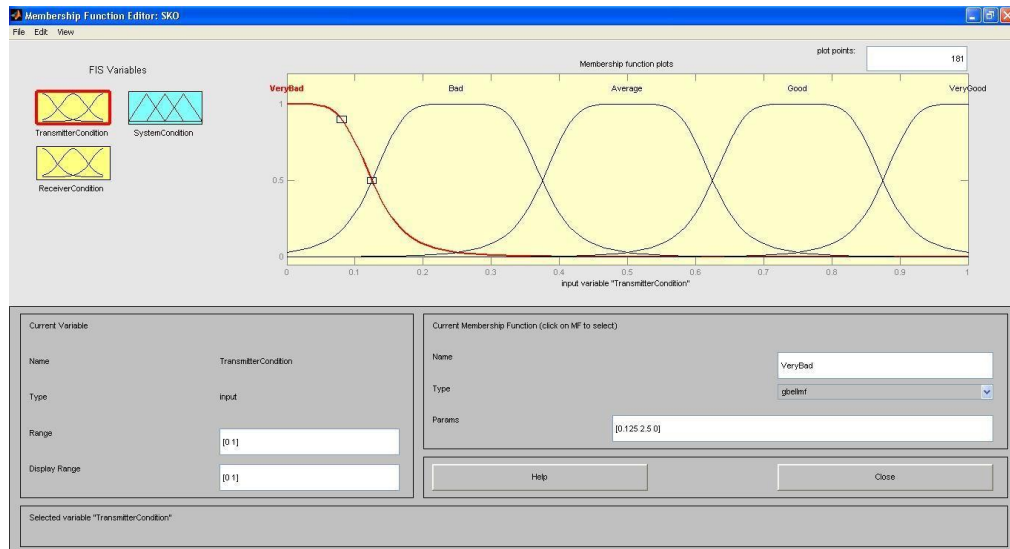 Membership Function Editor: SKO
File Edit View
FIS Variables
TransmitterCondition
SystemCondition
ReceiverCondition
plot points:
181
Membership function plots
VeryBad
Bad
Average
Good
VeryGood
1
0.5
0
0 0.1 0.2 0.3 0.4 0.5 0.6 0.7 0.8 0.9 1
input variable "TransmitterCondition"
Current Variable
Name TransmitterCondition
Type input
Range [0 1]
Display Range [0 1]
Current Membership Function (click on MF to select)
Name VeryBad
Type gbellmf
Params [0.125 2.5 0]
Help Close
Selected variable "TransmitterCondition"